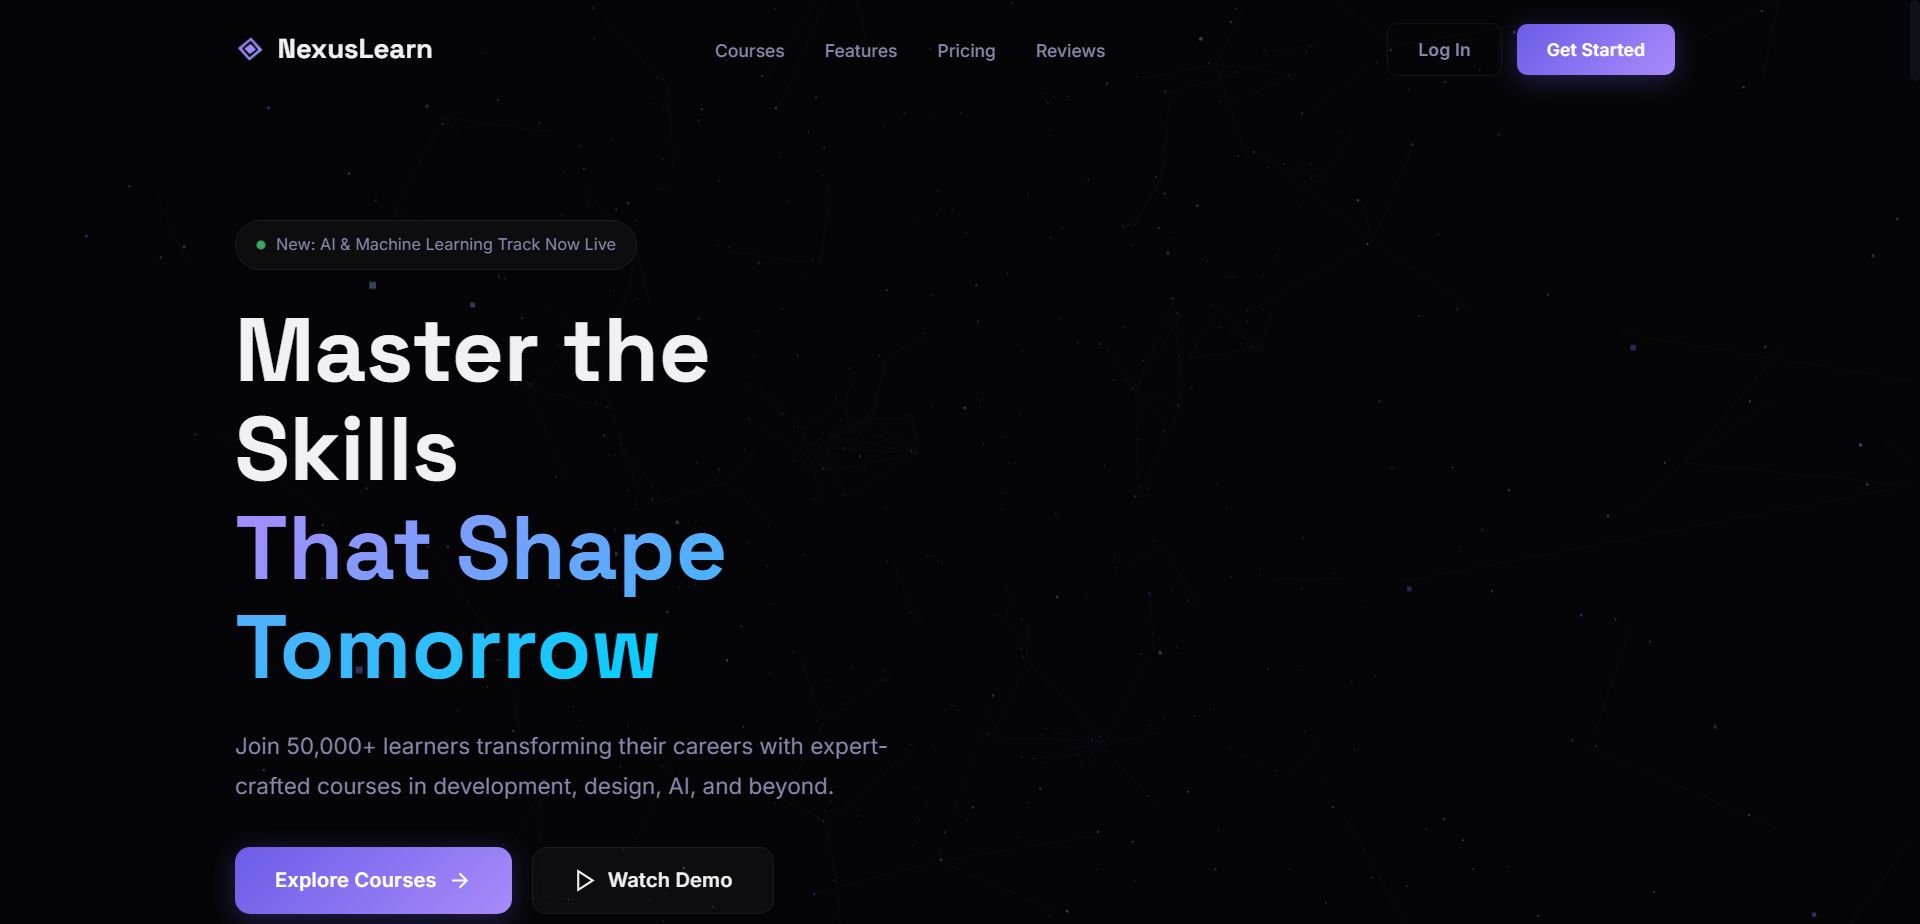 NexusLearn
Courses
Features
Pricing
Reviews
Log In
Get Started
New: AI & Machine Learning Track Now Live
Master the
Skills
That Shape
Tomorrow
Join 50,000+ learners transforming their careers with expert-
crafted courses in development, design, AI, and beyond.
Explore Courses →
Watch Demo